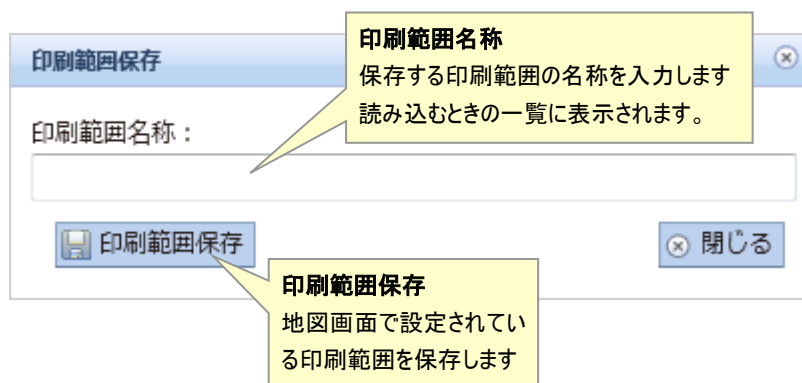 印刷範囲保存
印刷範囲名称
保存する印刷範囲の名称を入力します
読み込むときの一覧に表示されます。
印刷範囲名称：
印刷範囲保存
閉じる
印刷範囲保存
地図画面で設定されてい
る印刷範囲を保存します